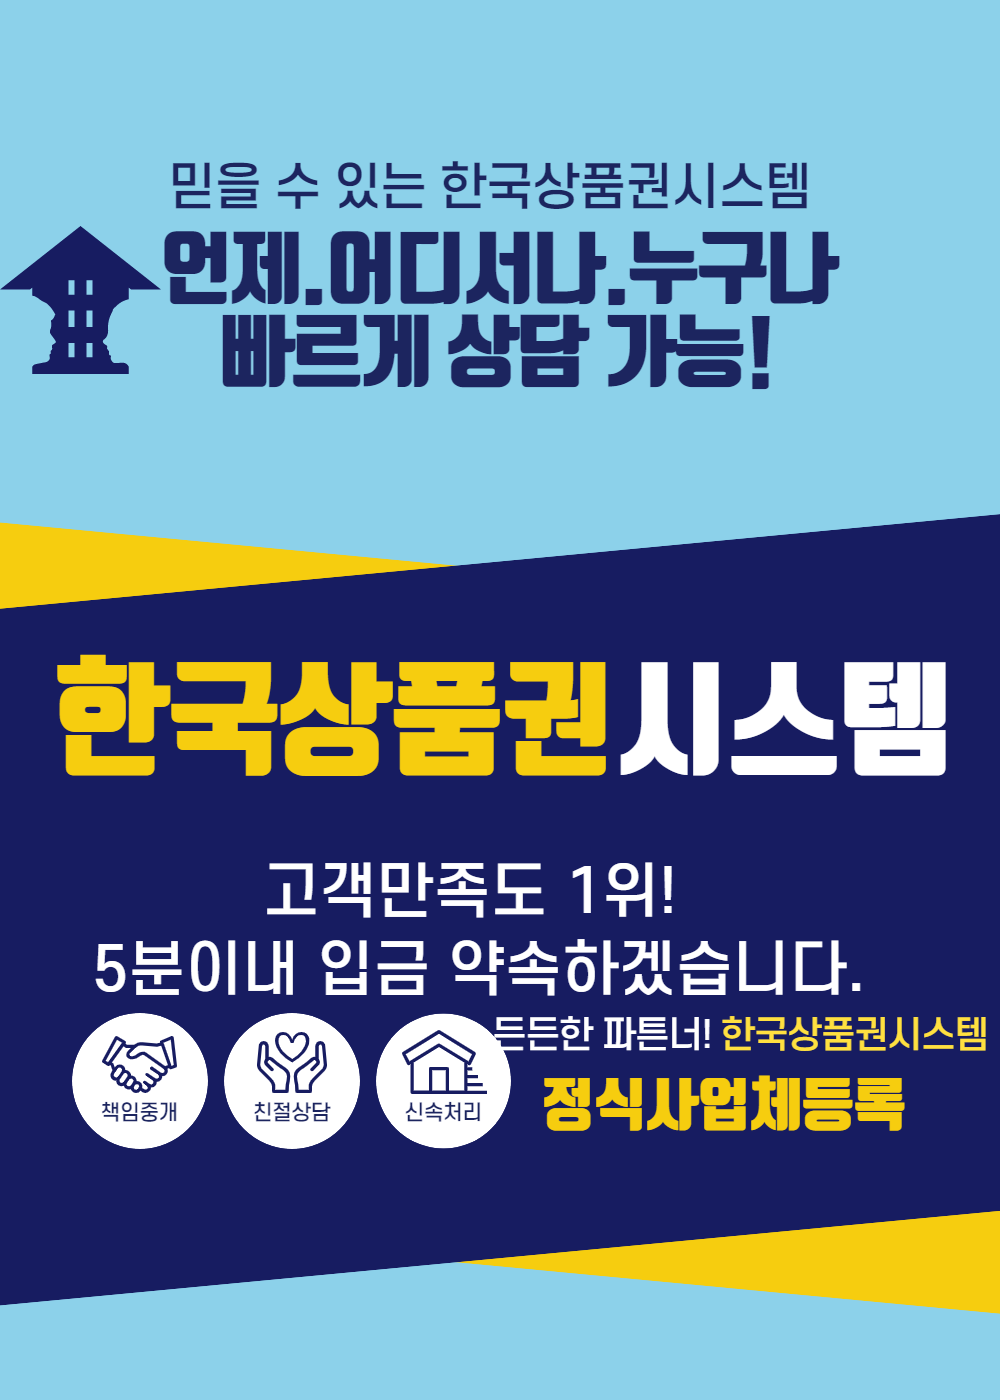 믿을 수 있는 한국상품권시스템
언제.어디서나.누구나
빠르게 상담 가능!
한국상품권시스템
고객만족도 1위!
5분이내 입금 약속하겠습니다.
든든한 파튼너! 한국상품권시스템
정식사업체등록
책임중개
친절상담
신속처리